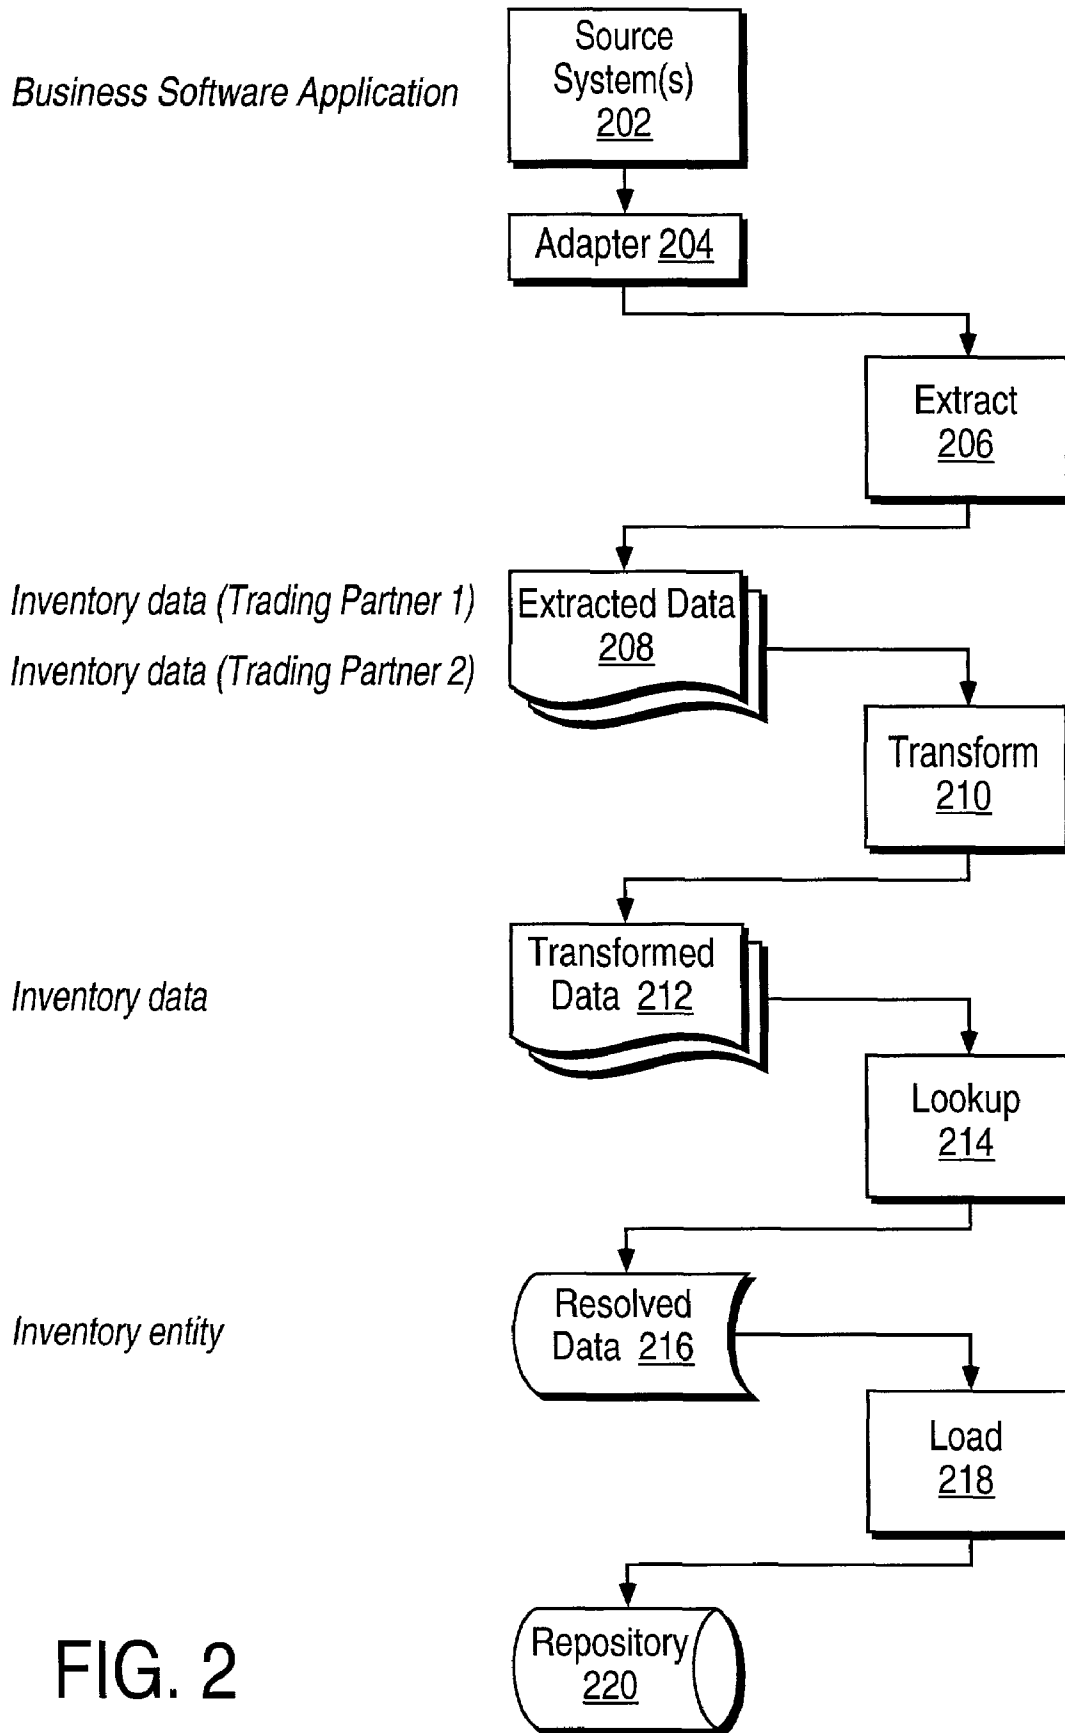 Source
System(s)
202
Business Software Application
Adapter 204
Extract
206
Inventory data (Trading Partner 1)
Inventory data (Trading Partner 2)
Extracted Data
208
Transform
210
Transformed
Data 212
Inventory data
Lookup
214
Resolved
Data 216
Inventory entity
Load
218
Repository
220
FIG. 2